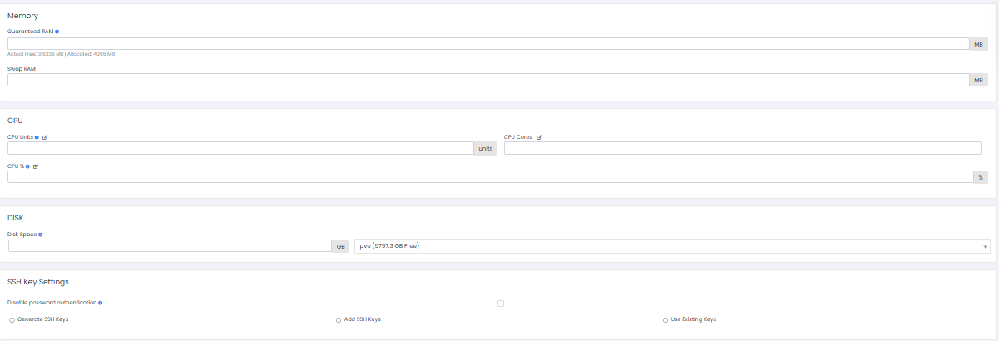 Memory
Guaranteed RAM
MB
Actual Free: 316338 MB | Allocated: 4096 MB
Swap RAM
MB
CPU
CPU Units
CPU Cores
units
CPU %
%
DISK
Disk Space
GB
pve (5797.3 GB Free)
SSH Key Settings
Disable password authentication
Generate SSH Keys
Add SSH Keys
Use Existing Keys